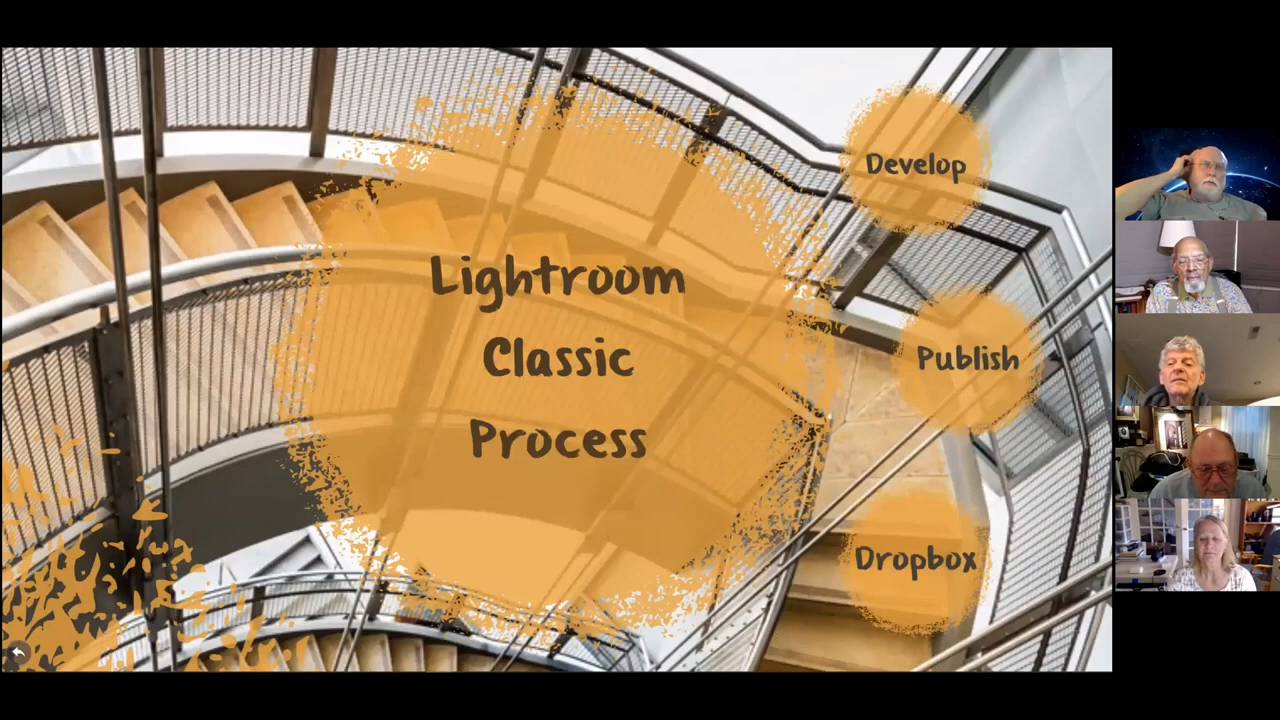 Lightroom
Classic
Process
Develop
Publish
Dropbox